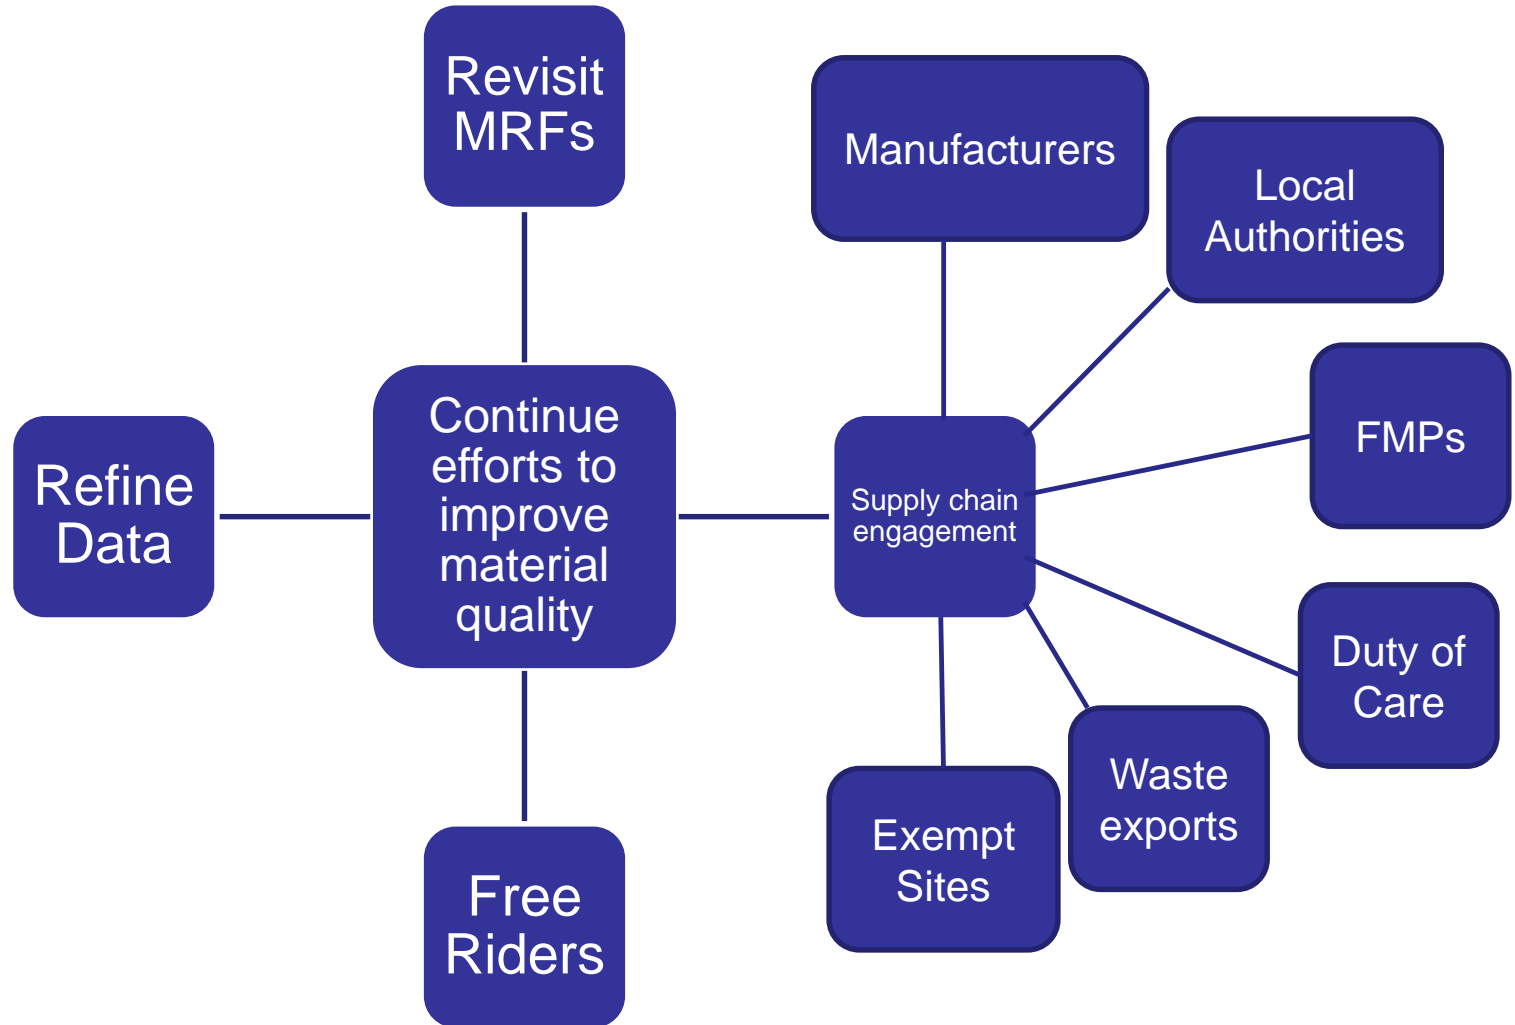 Revisit
MRFs
Manufacturers
Local
Authorities
Refine
Data
Continue
efforts to
improve
material
quality
Supply chain
engagement
FMPs
Duty of
Care
Waste
exports
Exempt
Sites
Free
Riders